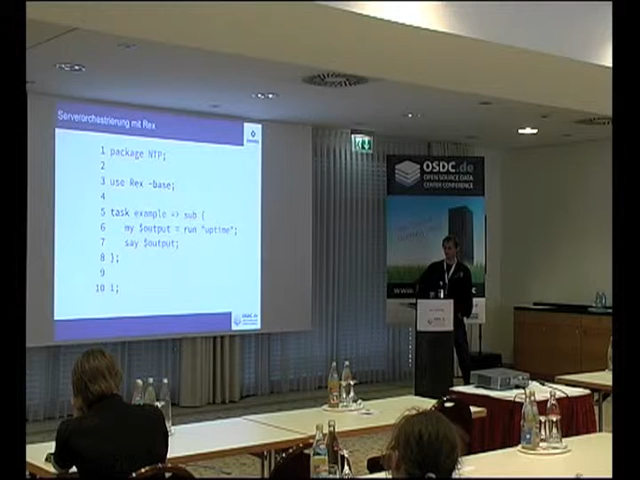 Serverorchestrierung mit Rex
1 package NTP;
2
3 use Rex -base;
4
5 task example => sub {
6 my $output = run "uptime";
7 say $output;
8 };
9
10 1;
OSDC.de
OPEN SOURCE DATA
CENTER CONFERENCE
www.